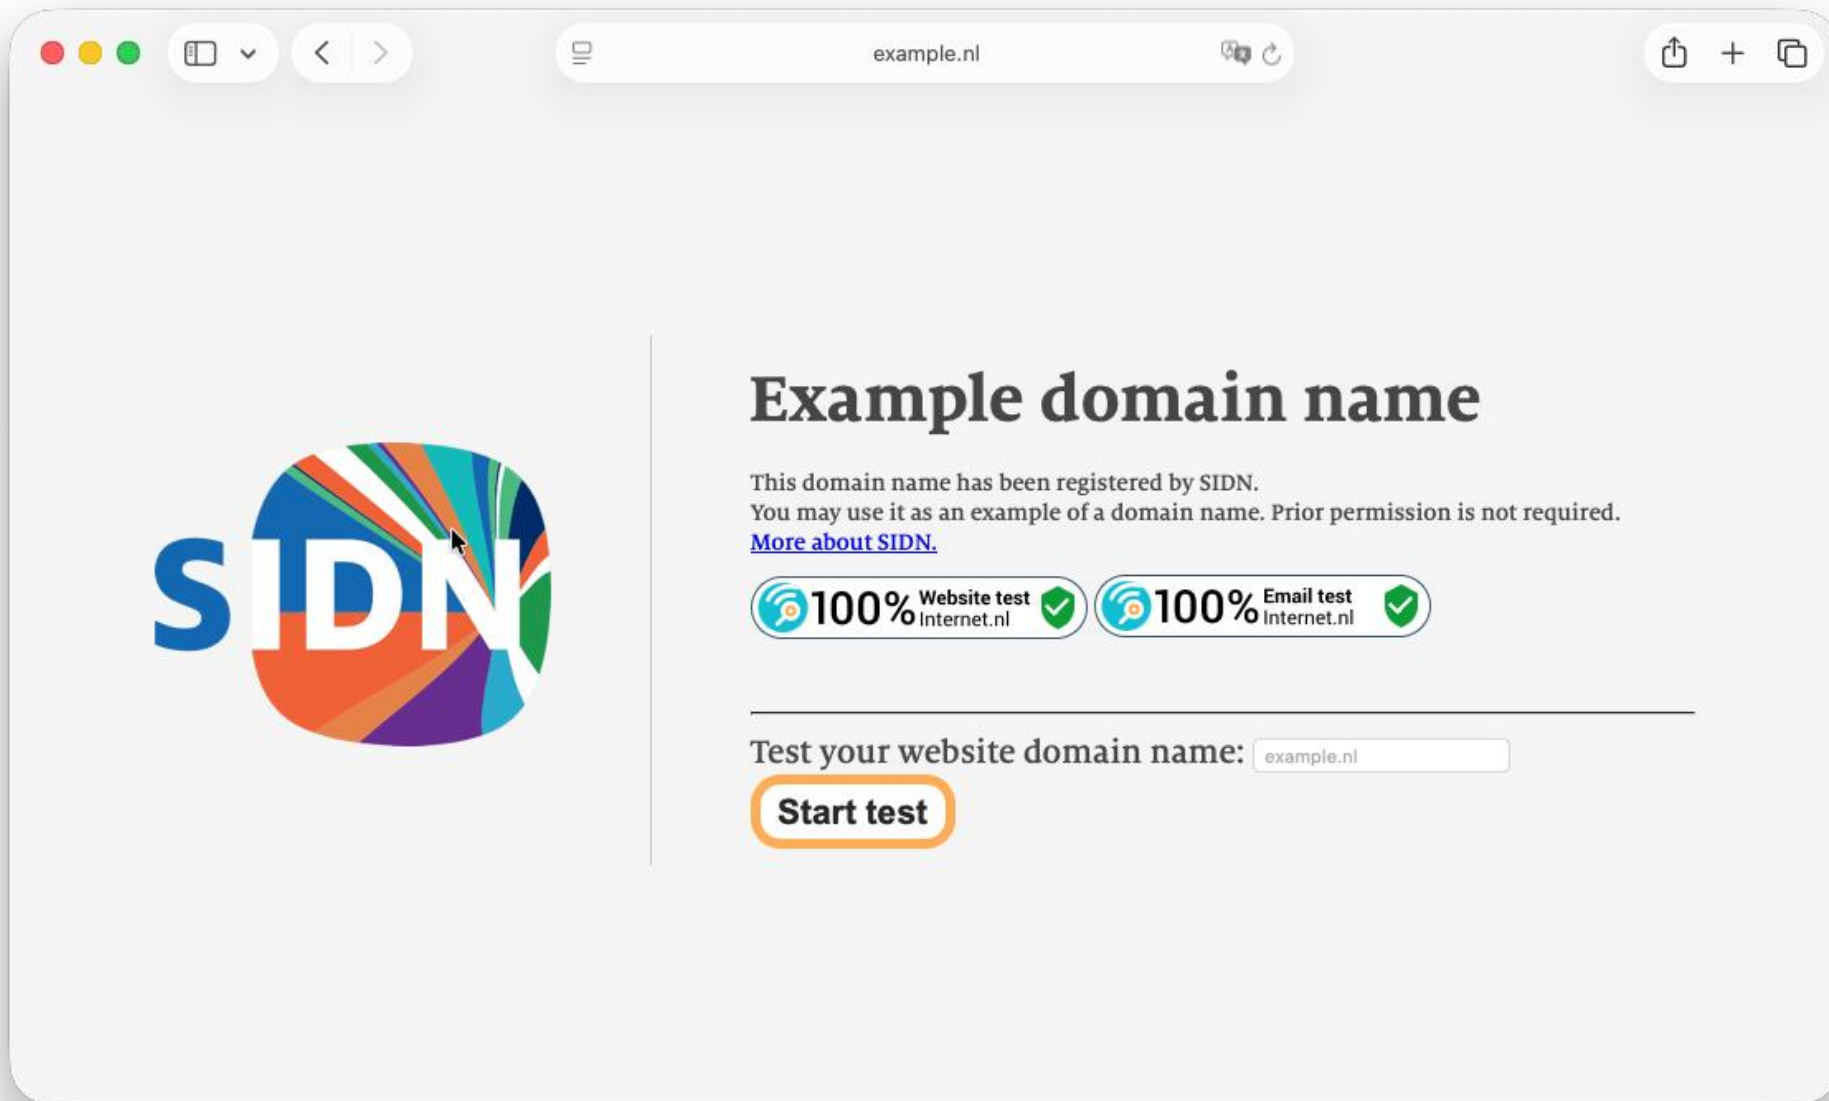 example.nl
SIDN
Example domain name
This domain name has been registered by SIDN.
You may use it as an example of a domain name. Prior permission is not required.
More about SIDN.
100% Website test Internet.nl
100% Email test Internet.nl
Test your website domain name: example.nl
Start test